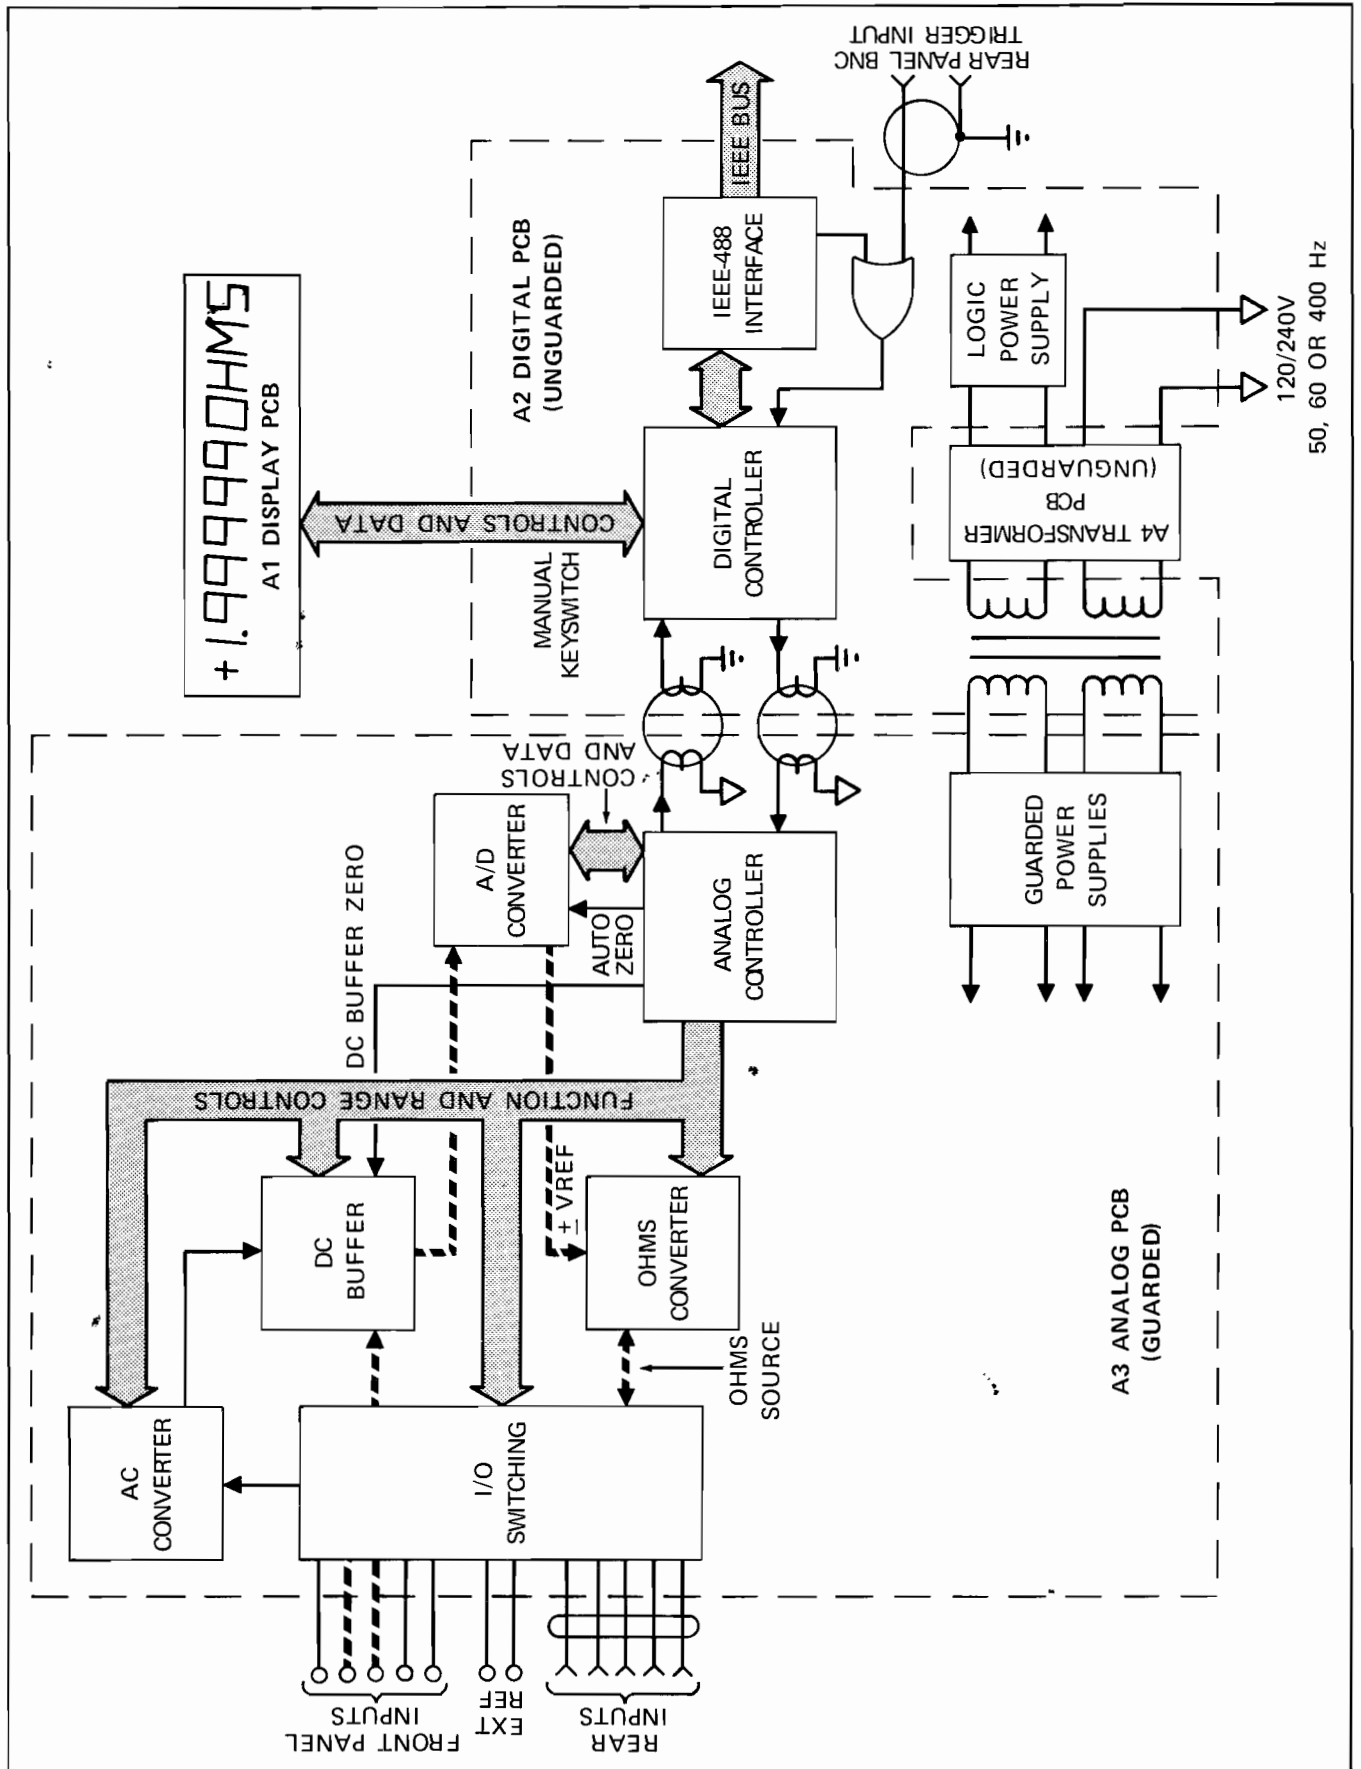 +1.999990HMS
A1 DISPLAY PCB
FRONT PANEL
INPUTS
EXT
REF
REAR
INPUTS
AC
CONVERTER
I/O
SWITCHING
DC
BUFFER
OHMS
CONVERTER
OHMS
SOURCE
± VREF
FUNCTION AND RANGE CONTROLS
DC BUFFER ZERO
A/D
CONVERTER
AUTO
ZERO
CONTROLS
AND DATA
ANALOG
CONTROLLER
A3 ANALOG PCB
(GUARDED)
GUARDED
POWER
SUPPLIES
MANUAL
KEYSWITCH
CONTROLS AND DATA
DIGITAL
CONTROLLER
A2 DIGITAL PCB
(UNGUARDED)
IEEE-488
INTERFACE
IEEE BUS
REAR PANEL BNC
TRIGGER INPUT
A4 TRANSFORMER
PCB
(UNGUARDED)
LOGIC
POWER
SUPPLY
120/240V
50, 60 OR 400 Hz